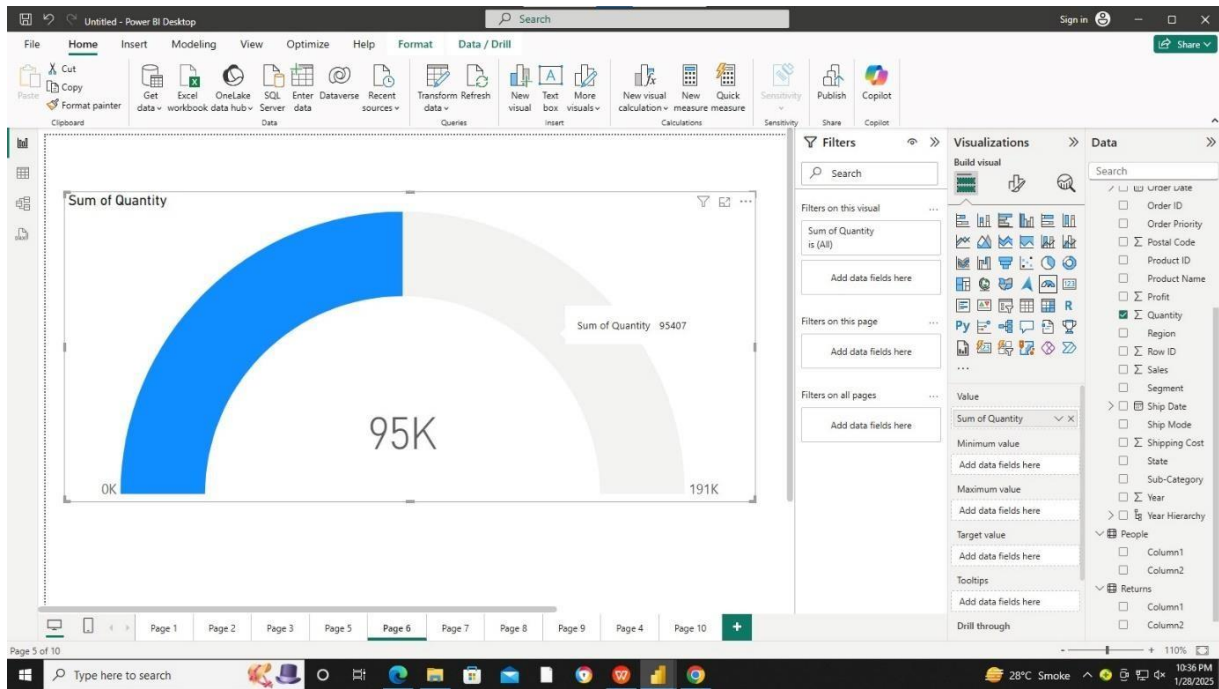 Untitled - Power BI Desktop
Search
Sign in
File Home Insert Modeling View Optimize Help Format Data / Drill
Share
Paste
Cut
Copy
Format painter
Get data
Excel workbook
OneLake data hub
SQL Server
Enter data
Dataverse
Recent sources
Transform data
Refresh
New visual
Text box
More visuals
New visual calculation
New measure
Quick measure
Sensitivity
Publish
Copilot
Clipboard
Data
Queries
Insert
Calculations
Sensitivity
Share
Copilot
Sum of Quantity
Sum of Quantity 95407
95K
0K
191K
Filters
Search
Filters on this visual
Sum of Quantity
is (All)
Add data fields here
Filters on this page
Add data fields here
Filters on all pages
Add data fields here
Visualizations
Build visual
123
R
Py
Value
Sum of Quantity
Minimum value
Add data fields here
Maximum value
Add data fields here
Target value
Add data fields here
Tooltips
Add data fields here
Drill through
Data
Search
Order Date
Order ID
Order Priority
Postal Code
Product ID
Product Name
Profit
Quantity
Region
Row ID
Sales
Segment
Ship Date
Ship Mode
Shipping Cost
State
Sub-Category
Year
Year Hierarchy
People
Column1
Column2
Returns
Column1
Column2
Page 1 Page 2 Page 3 Page 5 Page 6 Page 7 Page 8 Page 9 Page 4 Page 10 +
Page 5 of 10
- + 110%
Type here to search
28°C Smoke
10:36 PM
1/28/2025